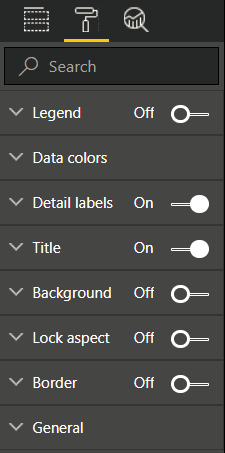 Search
Legend Off
Data colors
Detail labels On
Title On
Background Off
Lock aspect Off
Border Off
General